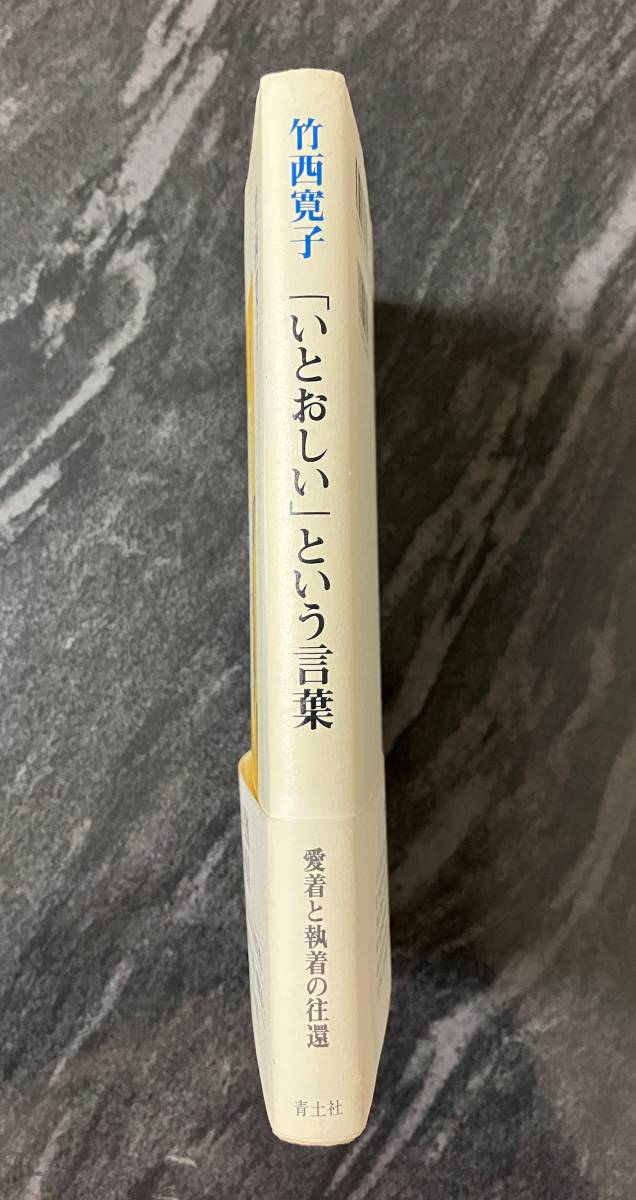 竹西寛子
「いとおしい」という言葉
愛着と執着の往還
青土社